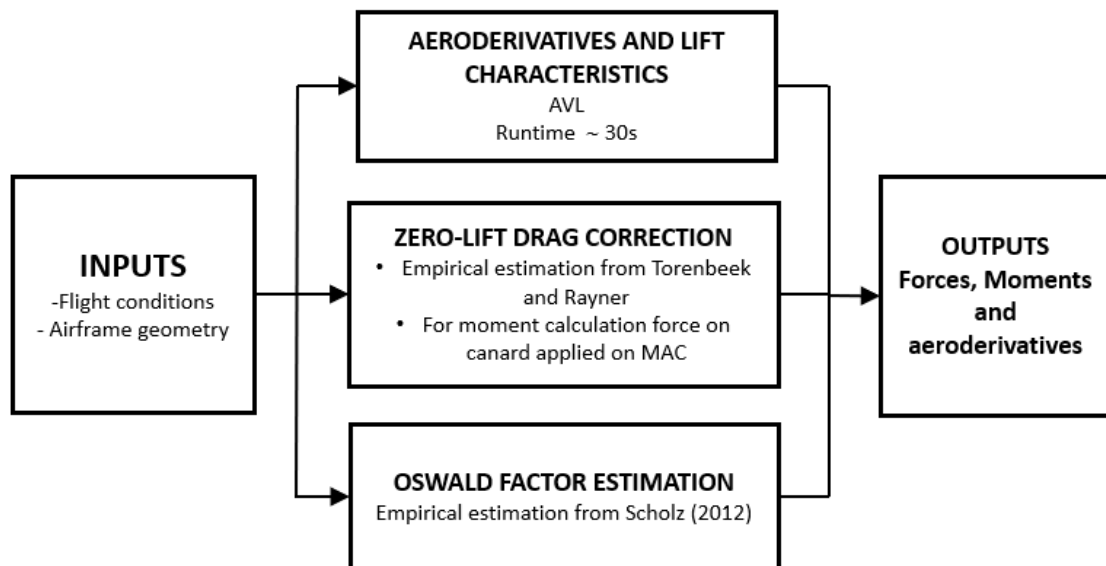 INPUTS
-Flight conditions
- Airframe geometry
AERODERIVATIVES AND LIFT
CHARACTERISTICS
AVL
Runtime ~ 30s
ZERO-LIFT DRAG CORRECTION
• Empirical estimation from Torenbeek
and Rayner
• For moment calculation force on
canard applied on MAC
OSWALD FACTOR ESTIMATION
Empirical estimation from Scholz (2012)
OUTPUTS
Forces, Moments
and
aeroderivatives